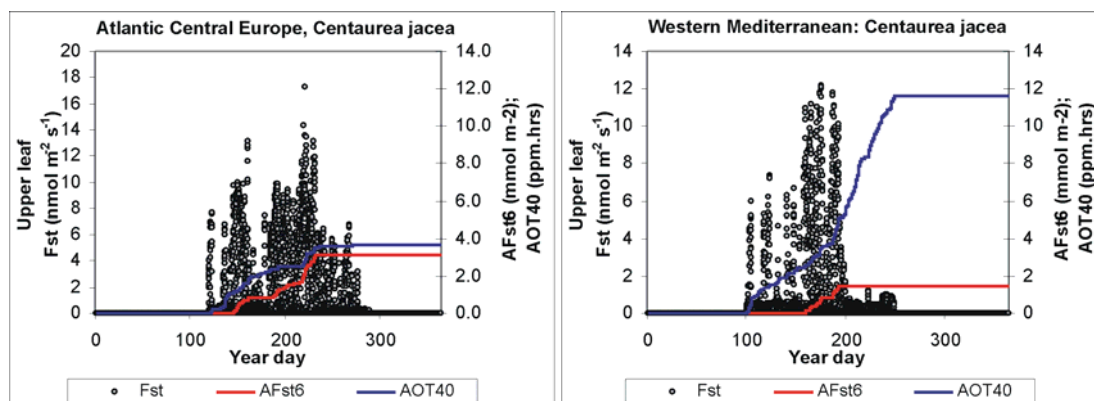 Atlantic Central Europe, Centaurea jacea
20
18
16
14
12
10
8
6
4
2
0
14.0
12.0
10.0
8.0
6.0
4.0
2.0
0.0
Upper leaf
Fst (nmol m⁻² s⁻¹)
AFst6 (mmol m-2);
AOT40 (ppm.hrs)
0 100 200 300
Year day
Fst AFst6 AOT40
Western Mediterranean: Centaurea jacea
14
12
10
8
6
4
2
0
14
12
10
8
6
4
2
0
Upper leaf
Fst (nmol m⁻² s⁻¹)
AFst6 (mmol m-2);
AOT40 (ppm.hrs)
0 100 200 300
Year day
Fst AFst6 AOT40